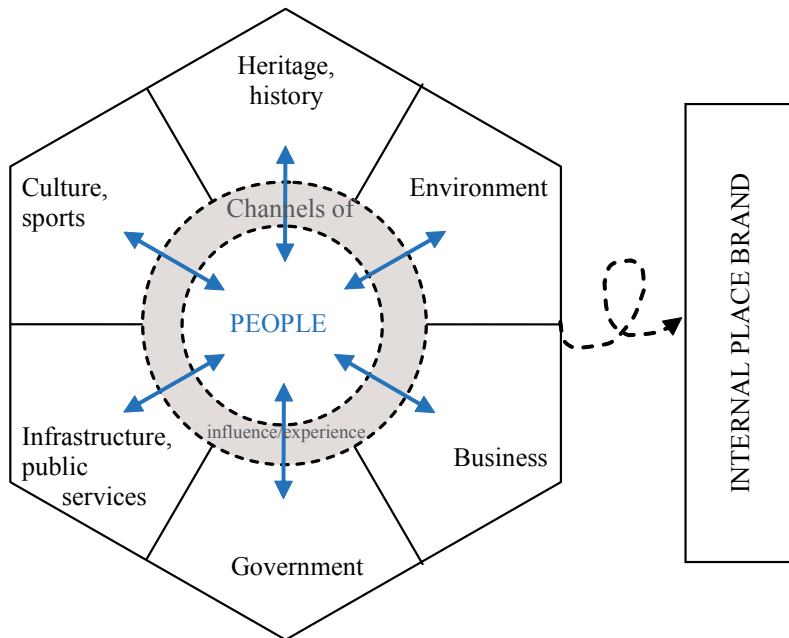 Heritage,
history
Culture,
sports
Environment
Channels of
PEOPLE
influence/experience
Infrastructure,
public
services
Business
Government
INTERNAL PLACE BRAND